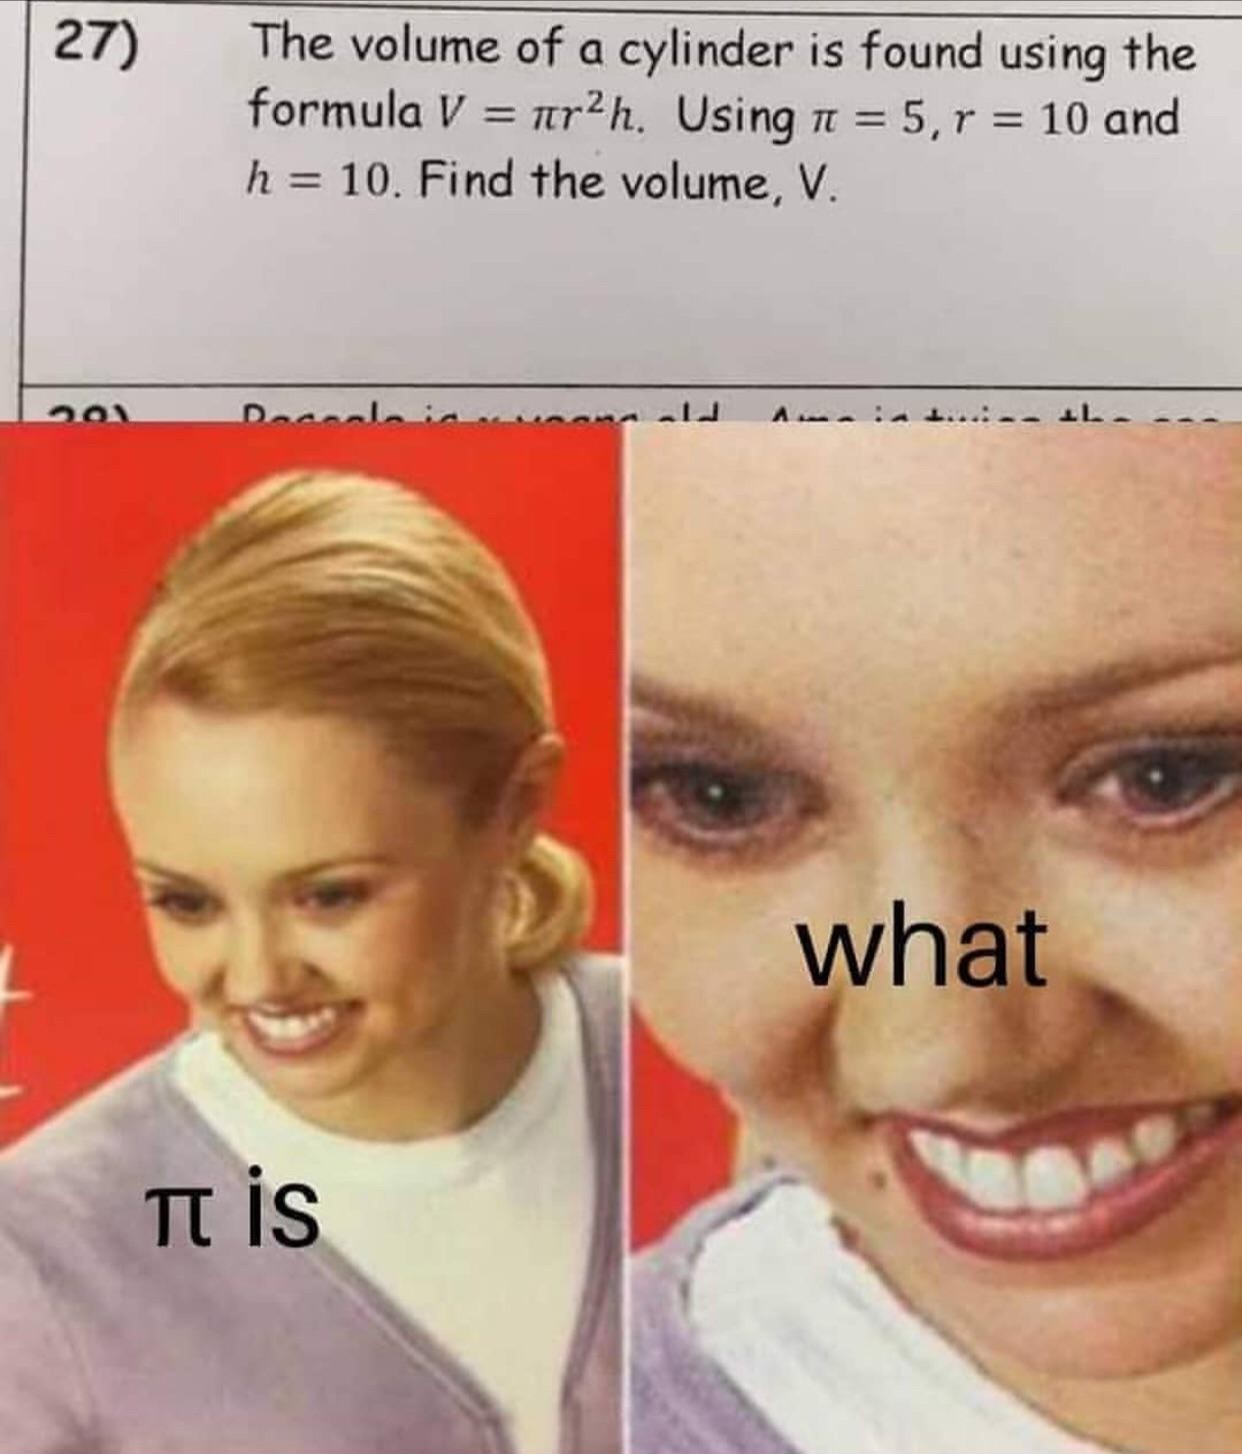 27) The volume of a cylinder is found using the
formula V = πr²h. Using π = 5, r = 10 and
h = 10. Find the volume, V.
π is
what